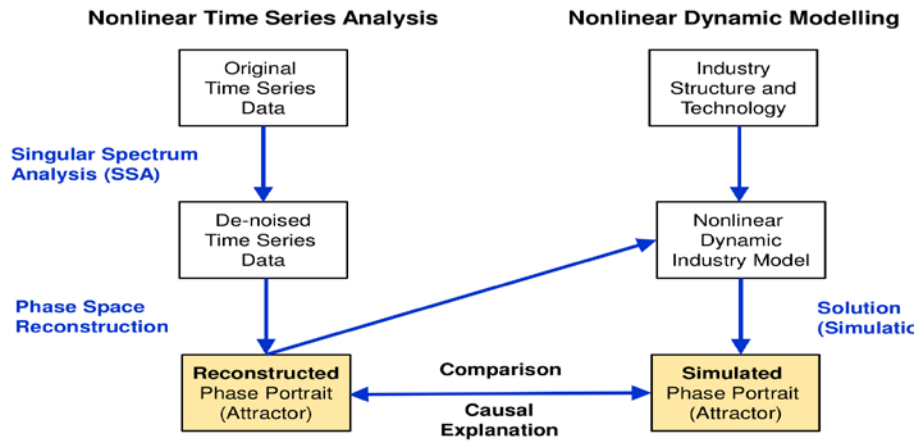 Nonlinear Time Series Analysis
Nonlinear Dynamic Modelling
Original
Time Series
Data
Industry
Structure and
Technology
Singular Spectrum
Analysis (SSA)
De-noised
Time Series
Data
Nonlinear
Dynamic
Industry Model
Phase Space
Reconstruction
Solution
(Simulatio
Reconstructed
Phase Portrait
(Attractor)
Comparison
Causal
Explanation
Simulated
Phase Portrait
(Attractor)